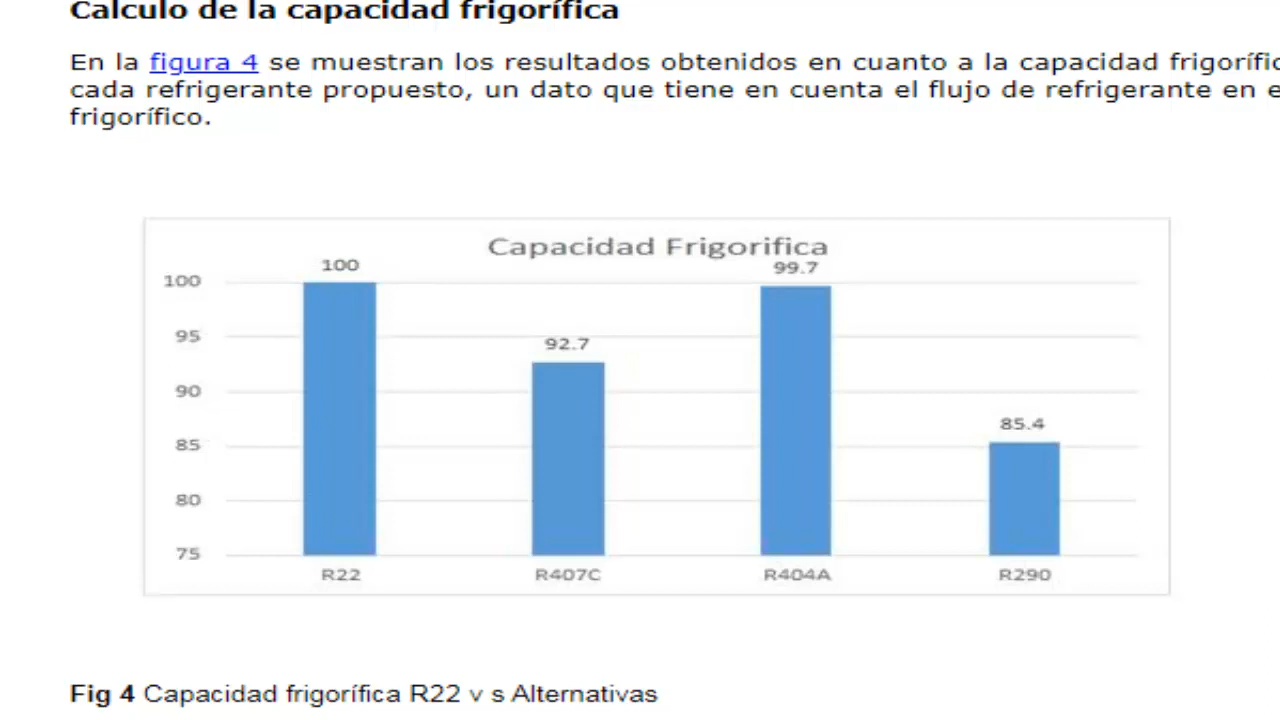 Calculo de la capacidad frigorífica
En la figura 4 se muestran los resultados obtenidos en cuanto a la capacidad
cada refrigerante propuesto, un dato que tiene en cuenta el flujo de refrigerante en
frigorífico.
Capacidad Frigorifica
100
99.7
100
95
92.7
90
85.4
85
80
75
R22 R407C R404A R290
Fig 4 Capacidad frigorífica R22 v s Alternativas